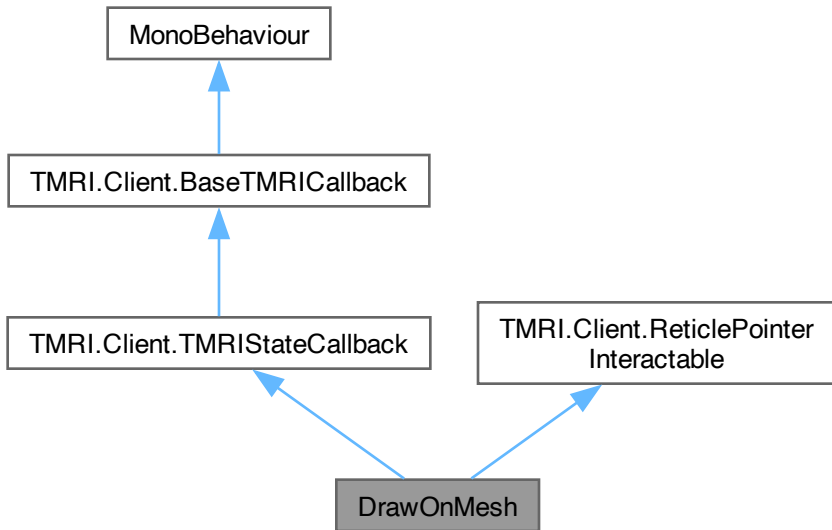 MonoBehaviour
TMRI.Client.BaseTMRICallback
TMRI.Client.TMRIStateCallback
TMRI.Client.ReticlePointer
Interactable
DrawOnMesh